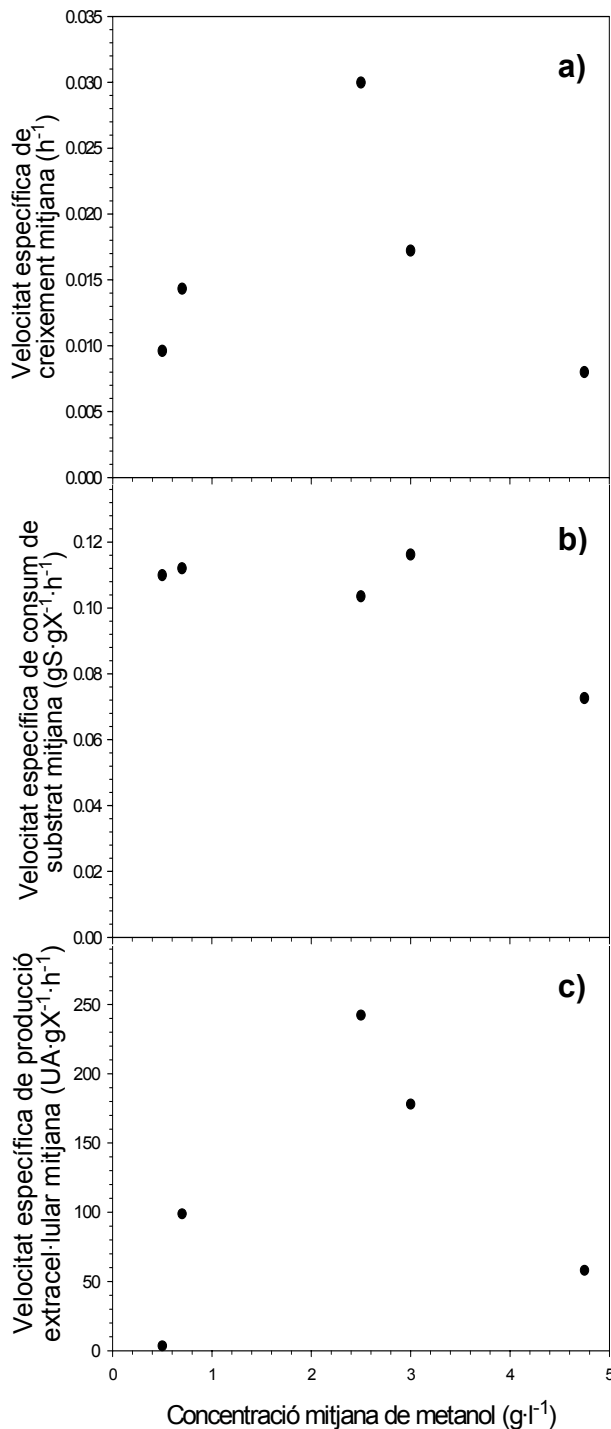 a)
Velocitat específica de
creixement mitjana (h-1)
0.035
0.030
0.025
0.020
0.015
0.010
0.005
0.000
b)
Velocitat específica de consum de
substrat mitjana (gS·gX-1·h-1)
0.12
0.10
0.08
0.06
0.04
0.02
0.00
c)
Velocitat específica de producció
extracel·lular mitjana (UA·gX-1·h-1)
250
200
150
100
50
0
0 1 2 3 4 5
Concentració mitjana de metanol (g·l-1)